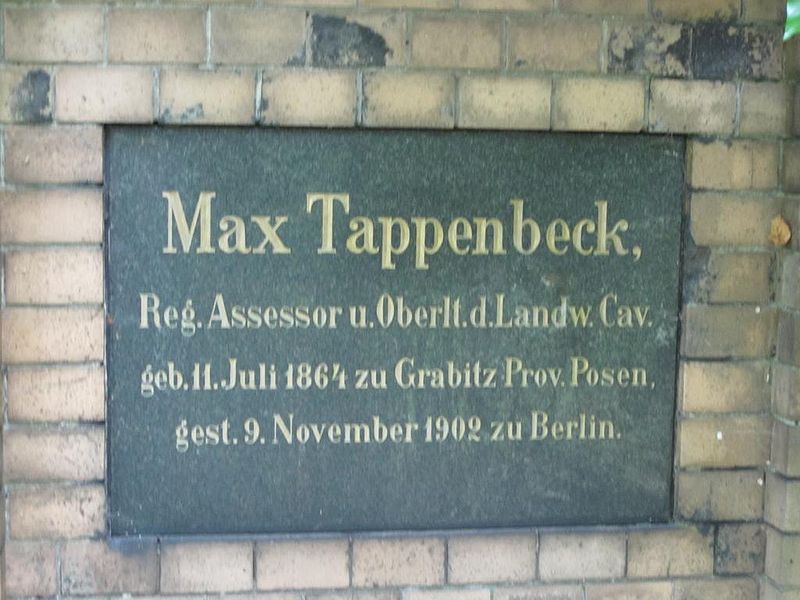 Max Tappenbeck,
Reg. Assessor u. Oberlt. d. Landw. Cav.
geb. 11. Juli 1864 zu Grabitz Prov. Posen,
gest. 9. November 1902 zu Berlin.